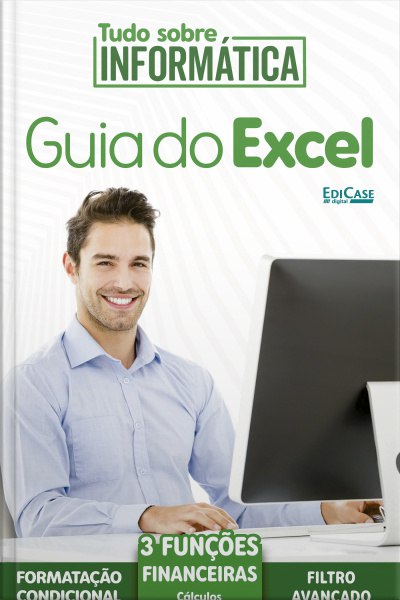 Tudo sobre
INFORMÁTICA
Guia do Excel
EDICASE
digital
3 FUNÇÕES
FINANCEIRAS
Cálculos
FORMATAÇÃO
CONDICIONAL
FILTRO
AVANÇADO